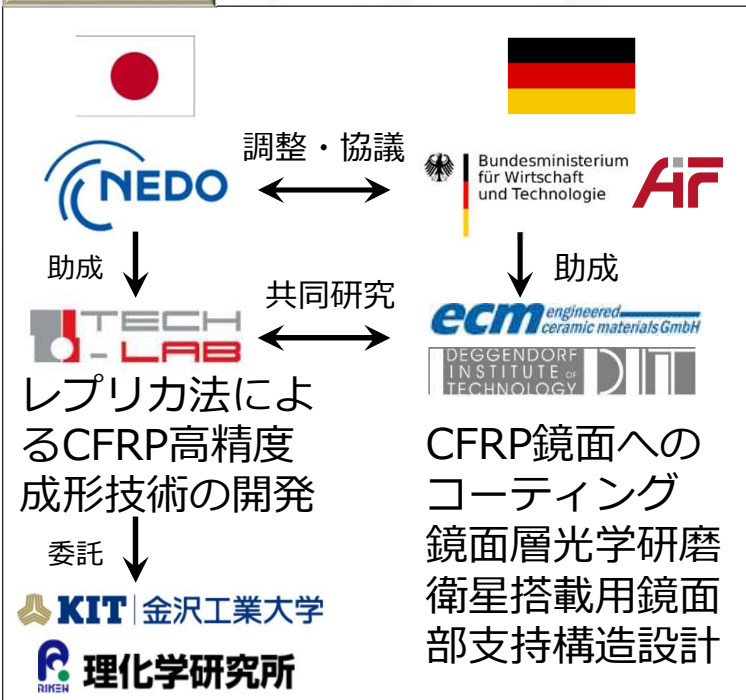 調整・協議
NEDO
Bundesministerium
für Wirtschaft
und Technologie
AiF
助成
助成
共同研究
TECH
-LAB
ecm engineered
ceramic materials GmbH
DEGGENDORF
INSTITUTE OF
TECHNOLOGY
DIT
レプリカ法によ
るCFRP高精度
成形技術の開発
CFRP鏡面への
コーティング
鏡面層光学研磨
衛星搭載用鏡面
部支持構造設計
委託
KIT 金沢工業大学
RIKEN 理化学研究所